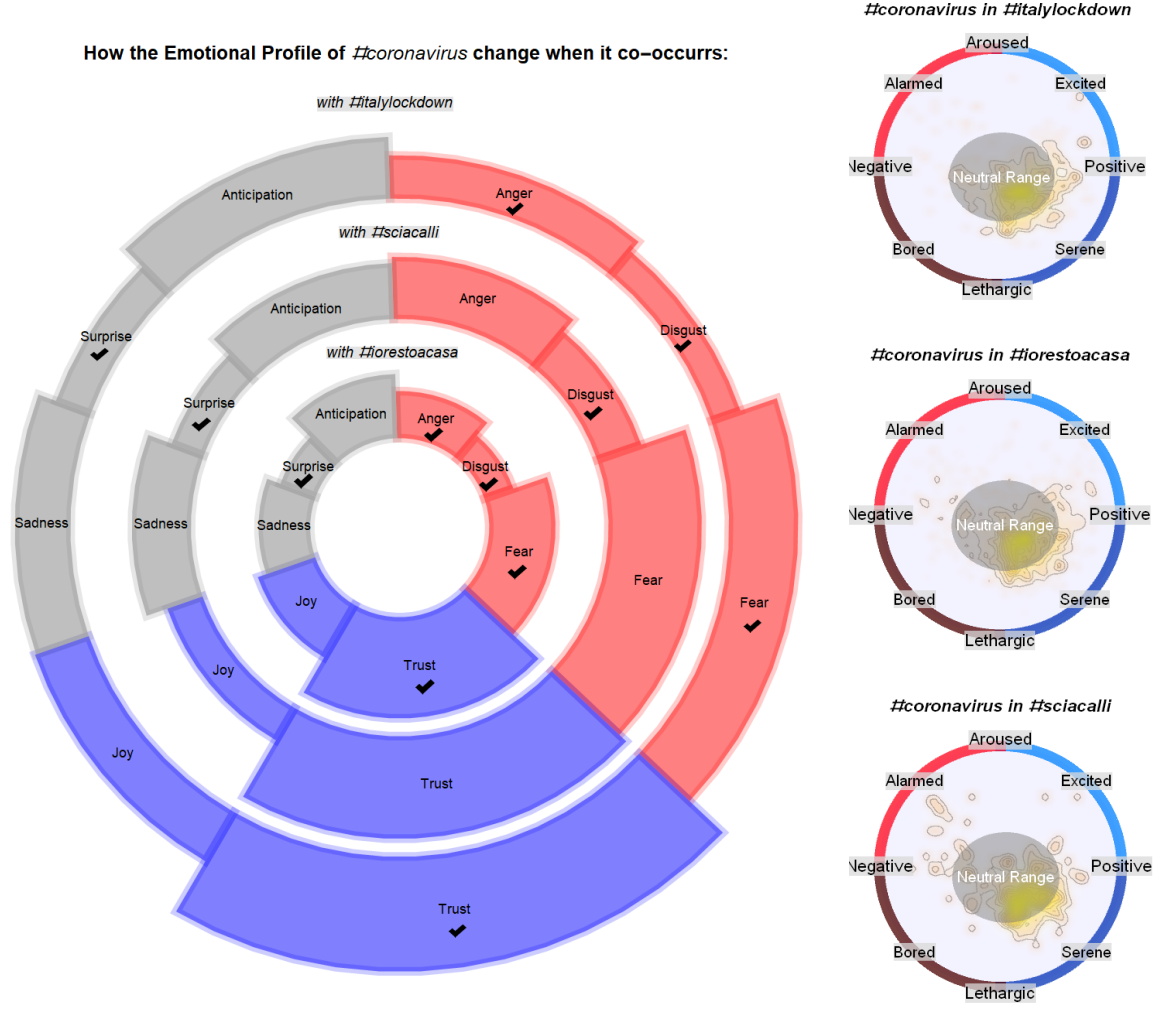 How the Emotional Profile of #coronavirus change when it co-occurrs:
with #italylockdown
Anticipation
Anger ✔
with #sciacalli
Anticipation
Anger
Surprise ✔
Disgust ✔
with #iorestoacasa
Anticipation
Anger ✔
Surprise ✔
Disgust ✔
Surprise ✔
Disgust ✔
Sadness
Sadness
Sadness
Fear ✔
Fear
Fear ✔
Joy
Joy
Joy
Trust ✔
Trust
Trust ✔
#coronavirus in #italylockdown
Aroused
Alarmed
Excited
Negative
Neutral Range
Positive
Bored
Serene
Lethargic
#coronavirus in #iorestoacasa
Aroused
Alarmed
Excited
Negative
Neutral Range
Positive
Bored
Serene
Lethargic
#coronavirus in #sciacalli
Aroused
Alarmed
Excited
Negative
Neutral Range
Positive
Bored
Serene
Lethargic